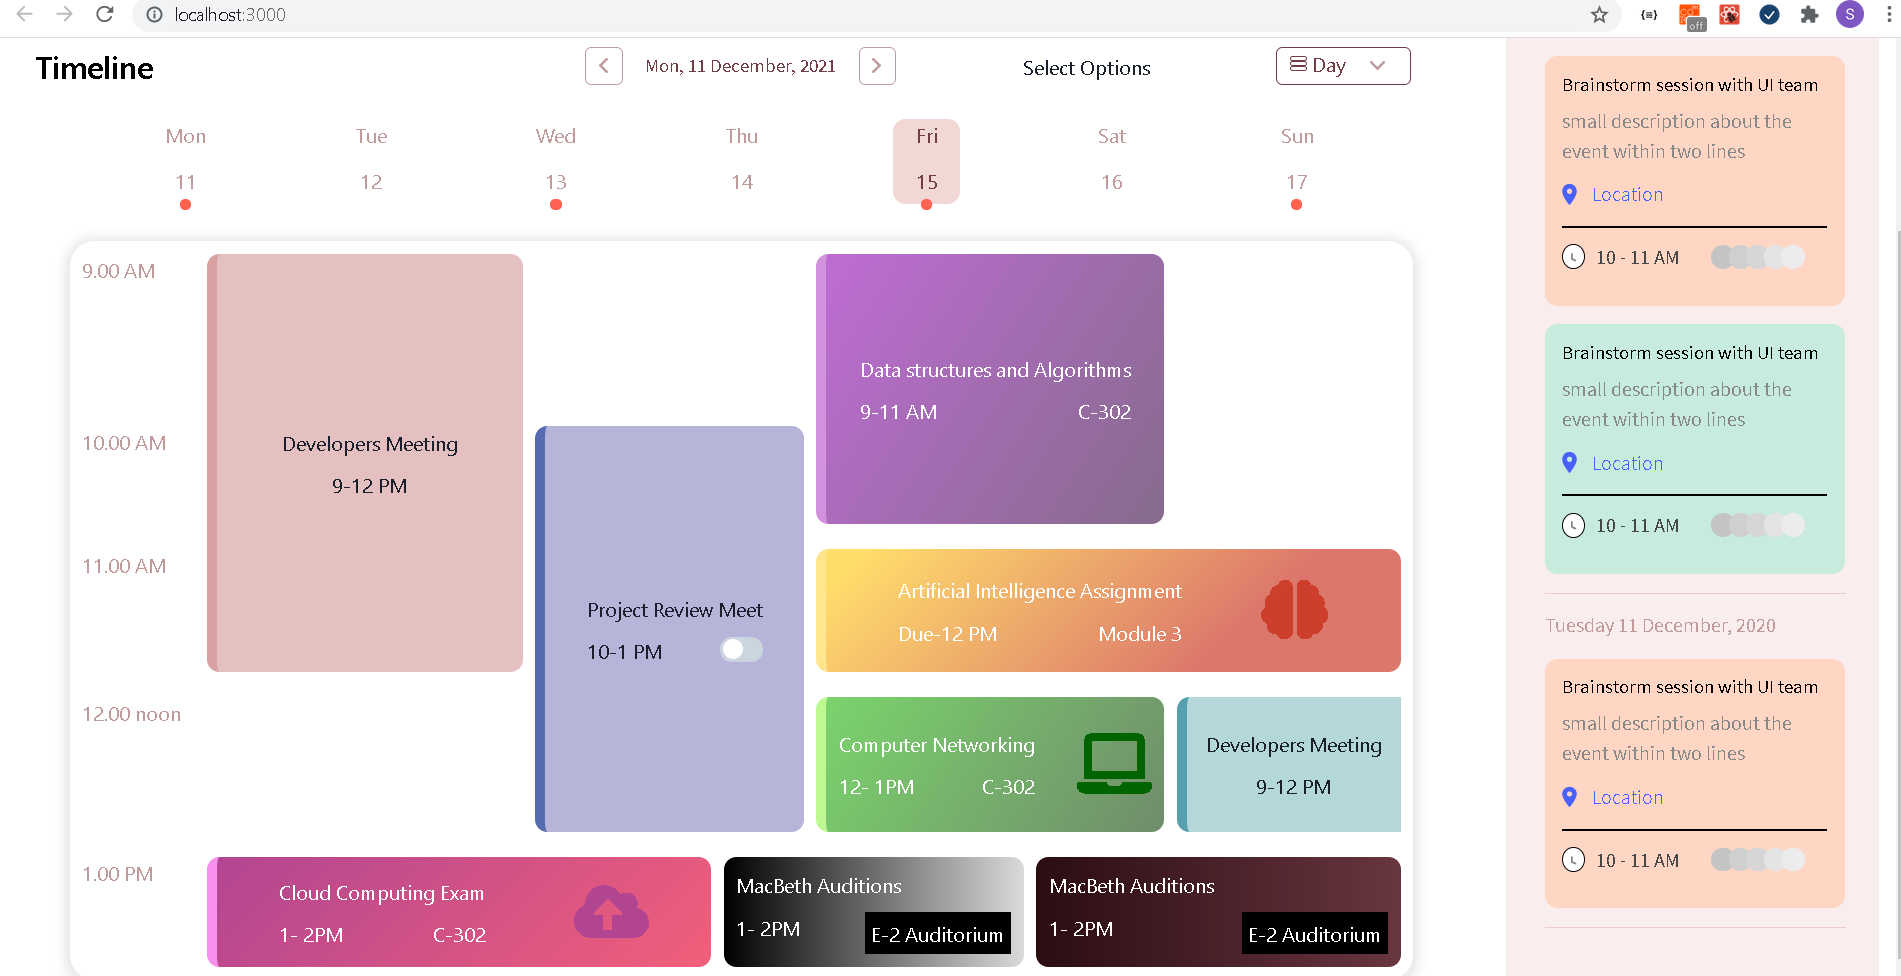 localhost:3000
off
S
Timeline
Mon, 11 December, 2021
Select Options
Day
Mon Tue Wed Thu Fri Sat Sun
11 12 13 14 15 16 17
9.00 AM
10.00 AM
11.00 AM
12.00 noon
1.00 PM
Developers Meeting
9-12 PM
Project Review Meet
10-1 PM
Data structures and Algorithms
9-11 AM C-302
Artificial Intelligence Assignment
Due-12 PM Module 3
Computer Networking
12- 1PM C-302
Developers Meeting
9-12 PM
Cloud Computing Exam
1- 2PM C-302
MacBeth Auditions
1- 2PM E-2 Auditorium
MacBeth Auditions
1- 2PM E-2 Auditorium
Brainstorm session with UI team
small description about the
event within two lines
Location
10 - 11 AM
Brainstorm session with UI team
small description about the
event within two lines
Location
10 - 11 AM
Tuesday 11 December, 2020
Brainstorm session with UI team
small description about the
event within two lines
Location
10 - 11 AM